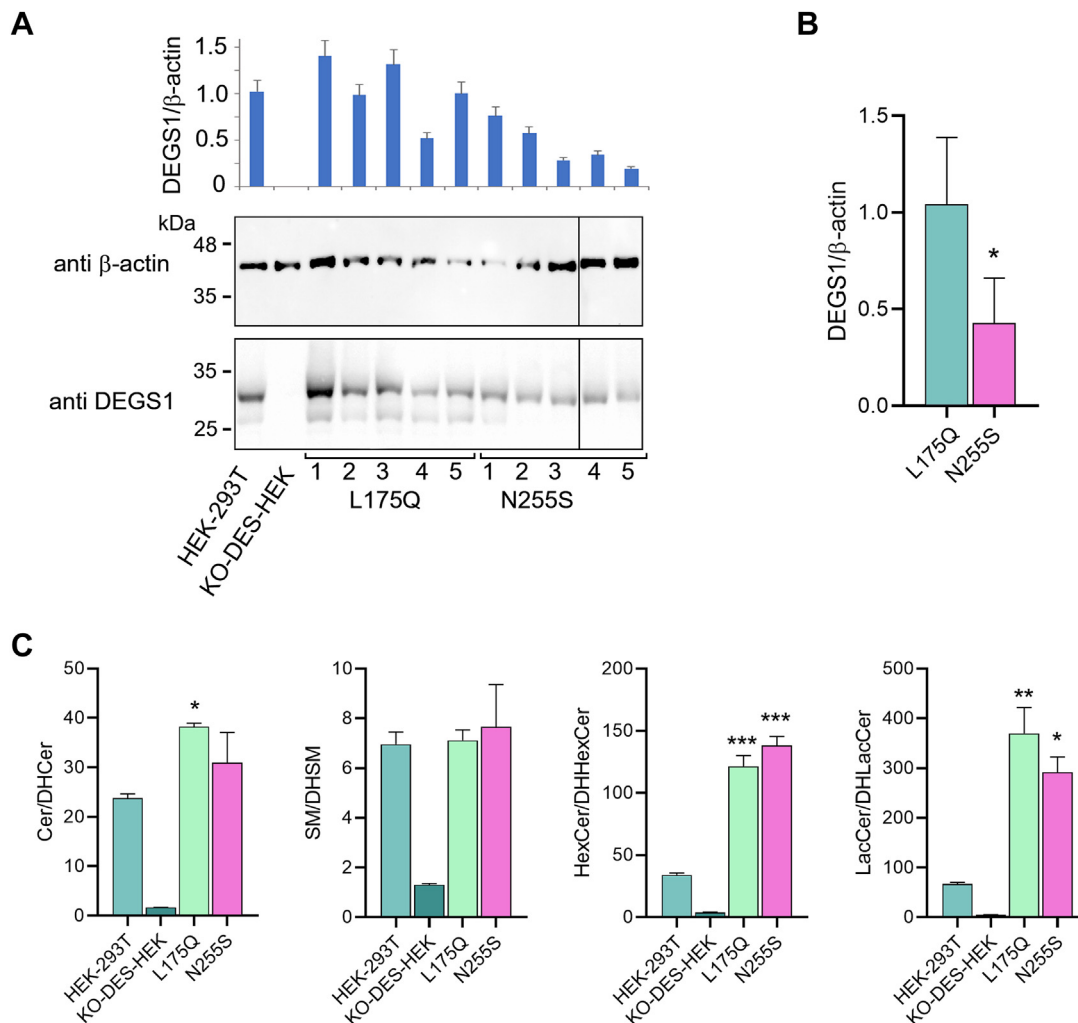 A
DEGS1/β-actin
1.5
1.0
0.5
0
kDa
anti β-actin
48
35
anti DEGS1
35
25
HEK-293T
KO-DES-HEK
1 2 3 4 5
L175Q
1 2 3 4 5
N255S
B
DEGS1/β-actin
1.5
1.0
0.5
0.0
*
L175Q
N255S
C
Cer/DHCer
50
40
30
20
10
0
*
HEK-293T
KO-DES-HEK
L175Q
N255S
SM/DHSM
10
8
6
4
2
0
HEK-293T
KO-DES-HEK
L175Q
N255S
HexCer/DHHexCer
200
150
100
50
0
***
***
HEK-293T
KO-DES-HEK
L175Q
N255S
LacCer/DHLacCer
500
400
300
200
100
0
**
*
HEK-293T
KO-DES-HEK
L175Q
N255S